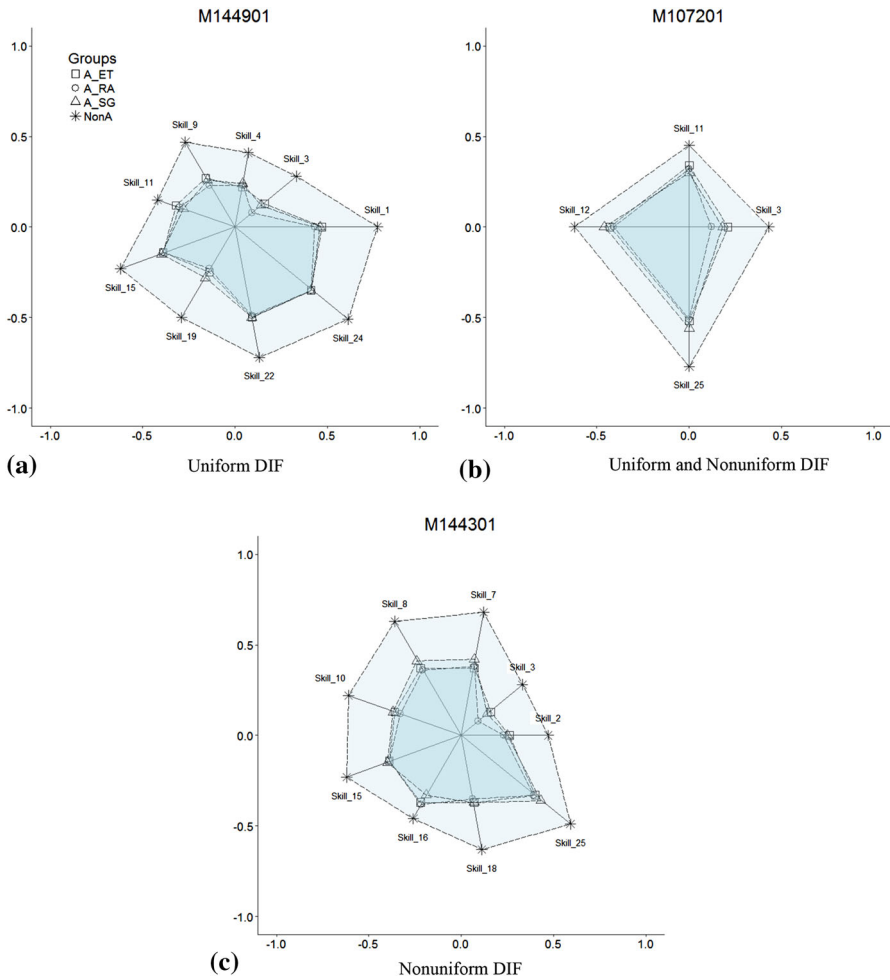 M144901
1.0
0.5
0.0
-0.5
-1.0
Groups
A_ET
A_RA
A_SG
NonA
Skill_9
Skill_4
Skill_3
Skill_11
Skill_1
Skill_15
Skill_19
Skill_22
Skill_24
-1.0 -0.5 0.0 0.5 1.0
(a) Uniform DIF
M107201
1.0
0.5
0.0
-0.5
-1.0
Skill_11
Skill_12
Skill_3
Skill_25
-1.0 -0.5 0.0 0.5 1.0
(b) Uniform and Nonuniform DIF
M144301
1.0
0.5
0.0
-0.5
-1.0
Skill_7
Skill_8
Skill_3
Skill_10
Skill_2
Skill_15
Skill_16
Skill_18
Skill_25
-1.0 -0.5 0.0 0.5 1.0
(c) Nonuniform DIF